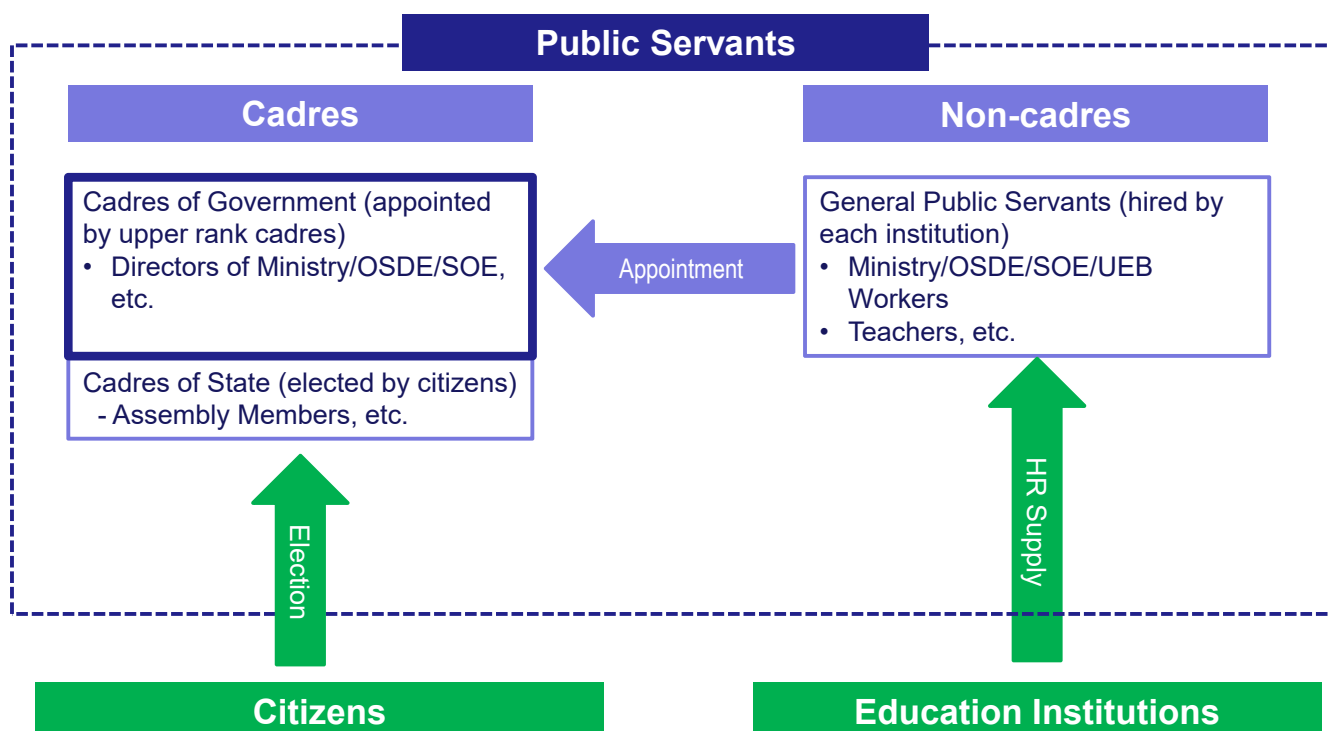 Public Servants
Cadres
Non-cadres
Cadres of Government (appointed
by upper rank cadres)
• Directors of Ministry/OSDE/SOE,
etc.
Appointment
General Public Servants (hired by
each institution)
• Ministry/OSDE/SOE/UEB
Workers
• Teachers, etc.
Cadres of State (elected by citizens)
- Assembly Members, etc.
Election
HR Supply
Citizens
Education Institutions